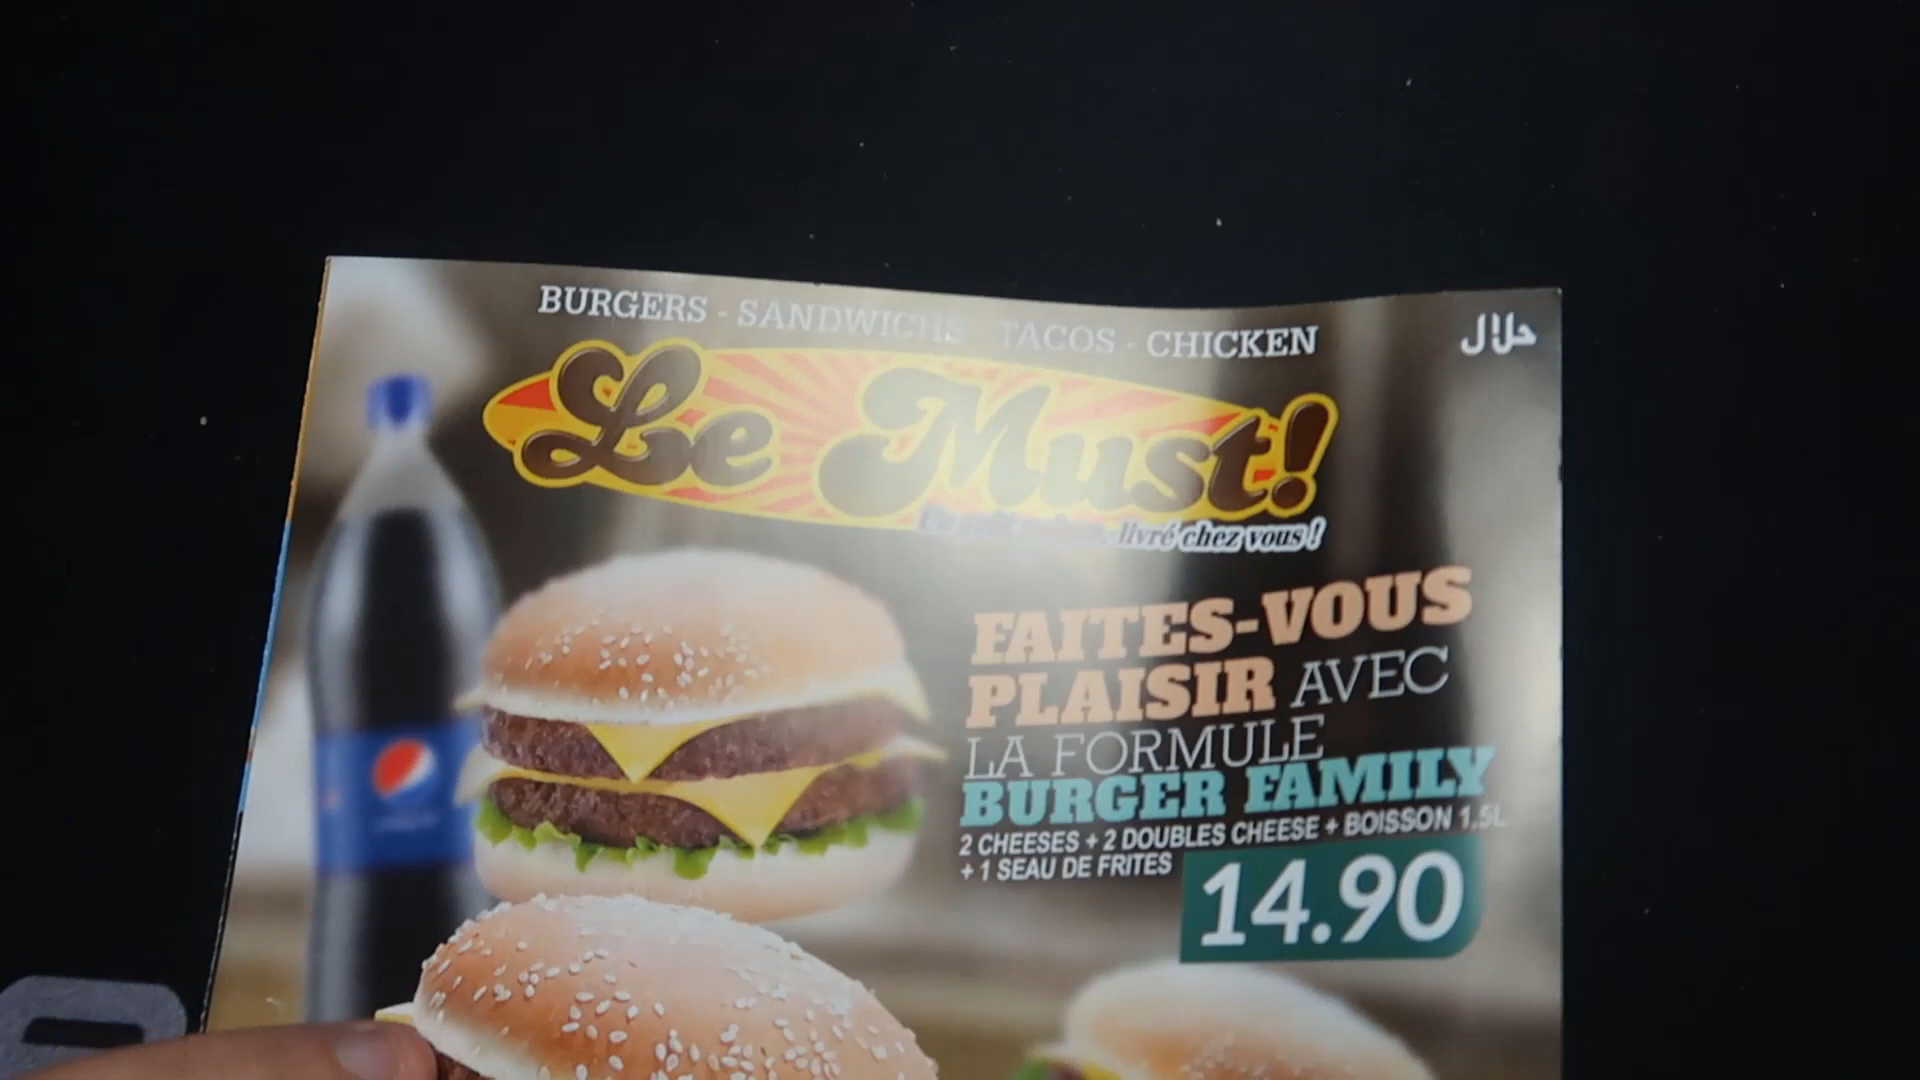 BURGERS - SANDWICHS TACOS - CHICKEN
حلال
Le Must!
livré chez vous !
FAITES-VOUS
PLAISIR AVEC
LA FORMULE
BURGER FAMILY
2 CHEESES + 2 DOUBLES CHEESE + BOISSON 1,5L
+ 1 SEAU DE FRITES
14.90